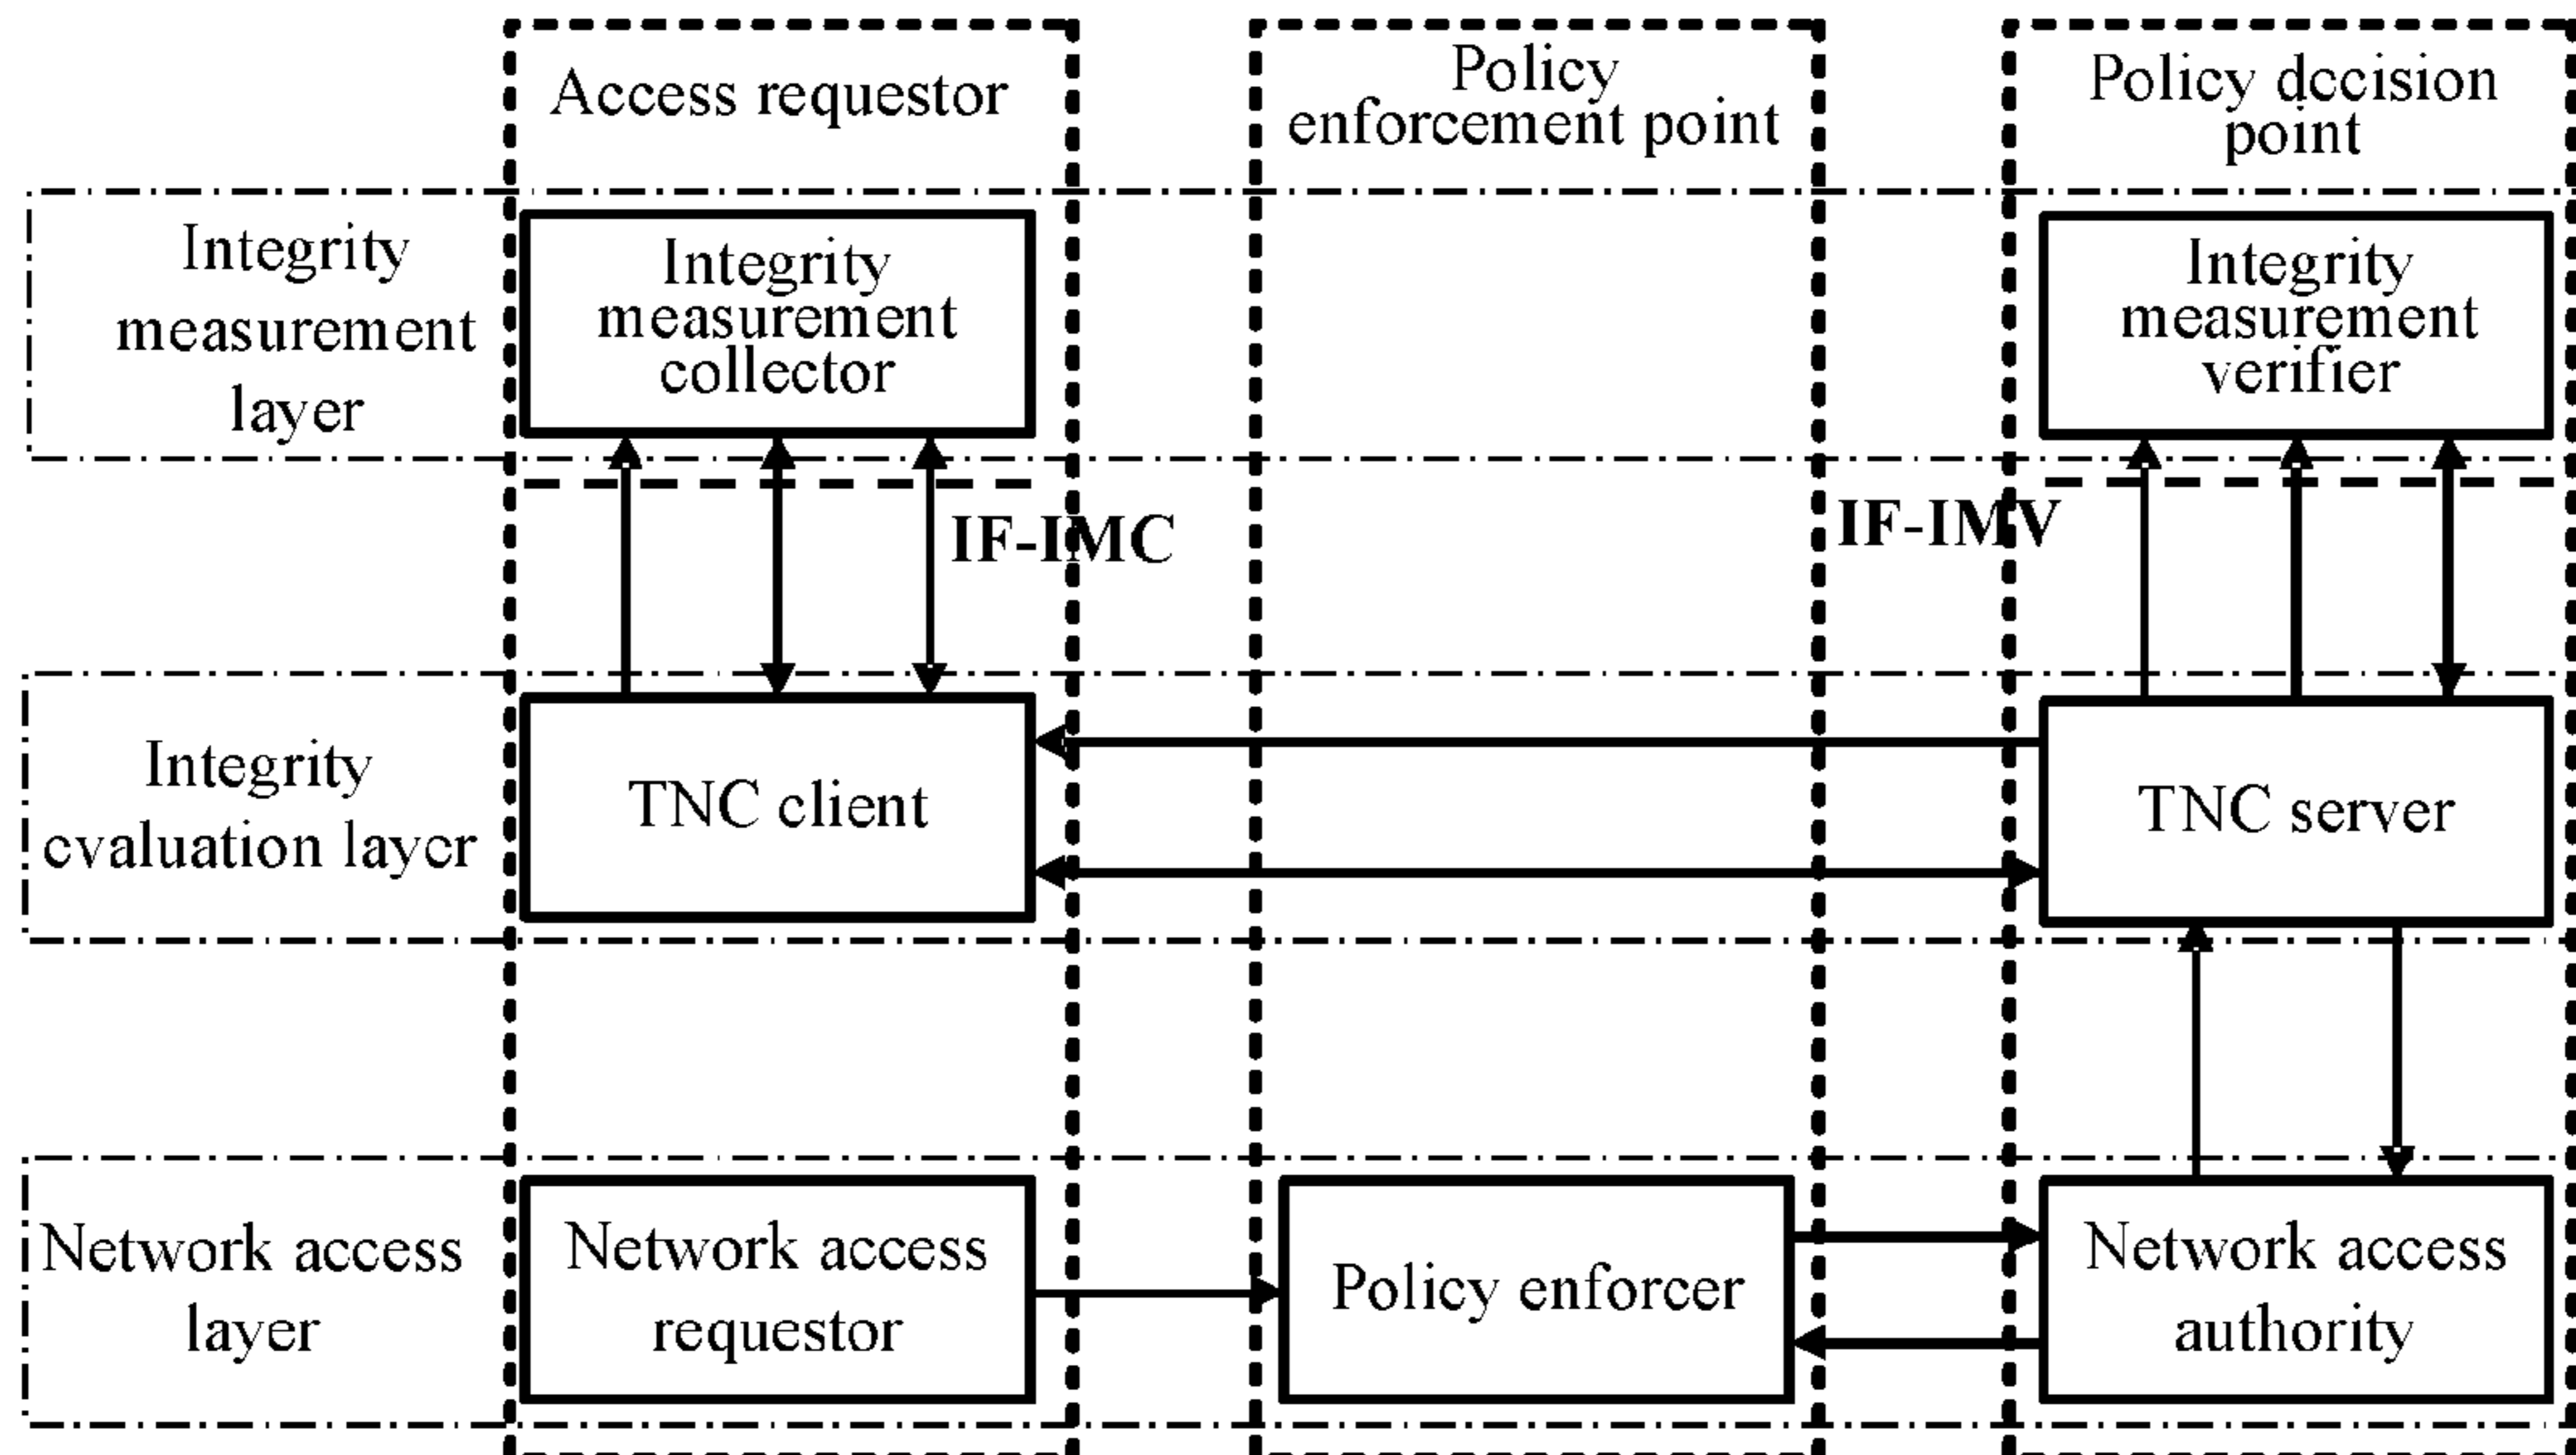 Access requestor
Policy
enforcement point
Policy dccision
point
Integrity
measurement
layer
Integrity
measurement
collector
Integrity
measurement
verifier
IF-IMC
IF-IMV
Integrity
cvaluation laycr
TNC client
TNC server
Network access
layer
Network access
requestor
Policy enforcer
Network access
authority